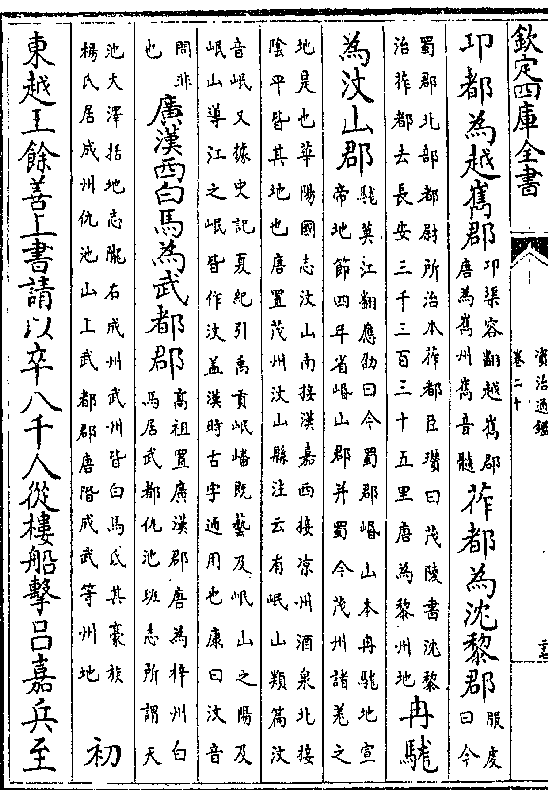 欽定四庫全書
資治通鑑
卷二十
卭都為越嶲郡
卭渠容翻越嶲郡
唐為嶲州嶲音髓
莋都為沈黎郡
服虔
曰今
蜀郡北部都尉所治本莋都臣瓚曰茂陵書沈黎
治莋都去長安三千三百三十五里唐為黎州地
冉駹
為汶山郡
駹莫江翻應劭曰今蜀郡㟭山本冉駹地宣
帝地節四年省㟭山郡并蜀今茂州諸羌之
地是也華陽國志汶山南接漢嘉西接凉州酒泉北接
陰平皆其地也唐置茂州汶山縣注云有岷山類篇汶
音岷又據史記夏紀引禹貢岷嶓既藝及岷山之陽及
岷山導江之岷皆作汶盖漢時古字通用也康曰汶音
問非
也
廣漢西白馬為武都郡
高祖置廣漢郡唐為梓州白
馬居武都仇池班志所謂天
池大澤括地志隴右成州武州皆白馬氐其豪族
楊氏居成州仇池山上武都郡唐階成武等州地
初
東越王餘善上書請以卒八千人從樓船擊呂嘉兵至